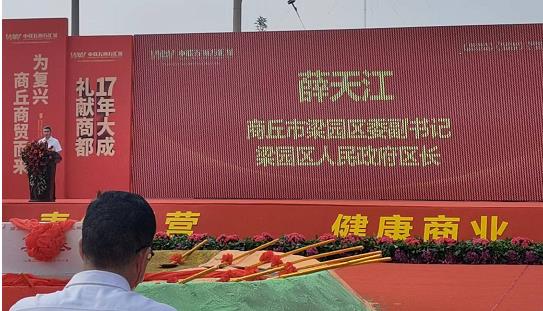 为复兴
商丘商贸而来
17年大成
礼献商都
薛天江
商丘市梁园区委副书记
梁园区人民政府区长
营 健康商业